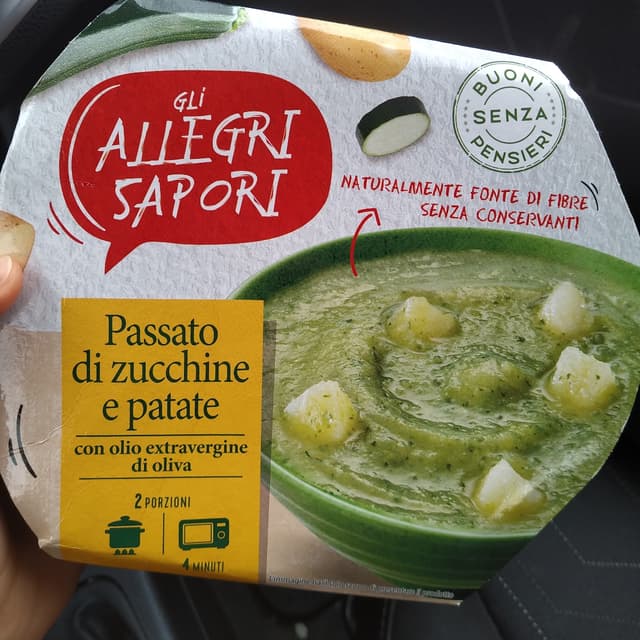 GLI
ALLEGRI
SAPORI
BUONI
SENZA
PENSIERI
NATURALMENTE FONTE DI FIBRE
SENZA CONSERVANTI
Passato
di zucchine
e patate
con olio extravergine
di oliva
2 PORZIONI
4 MINUTI